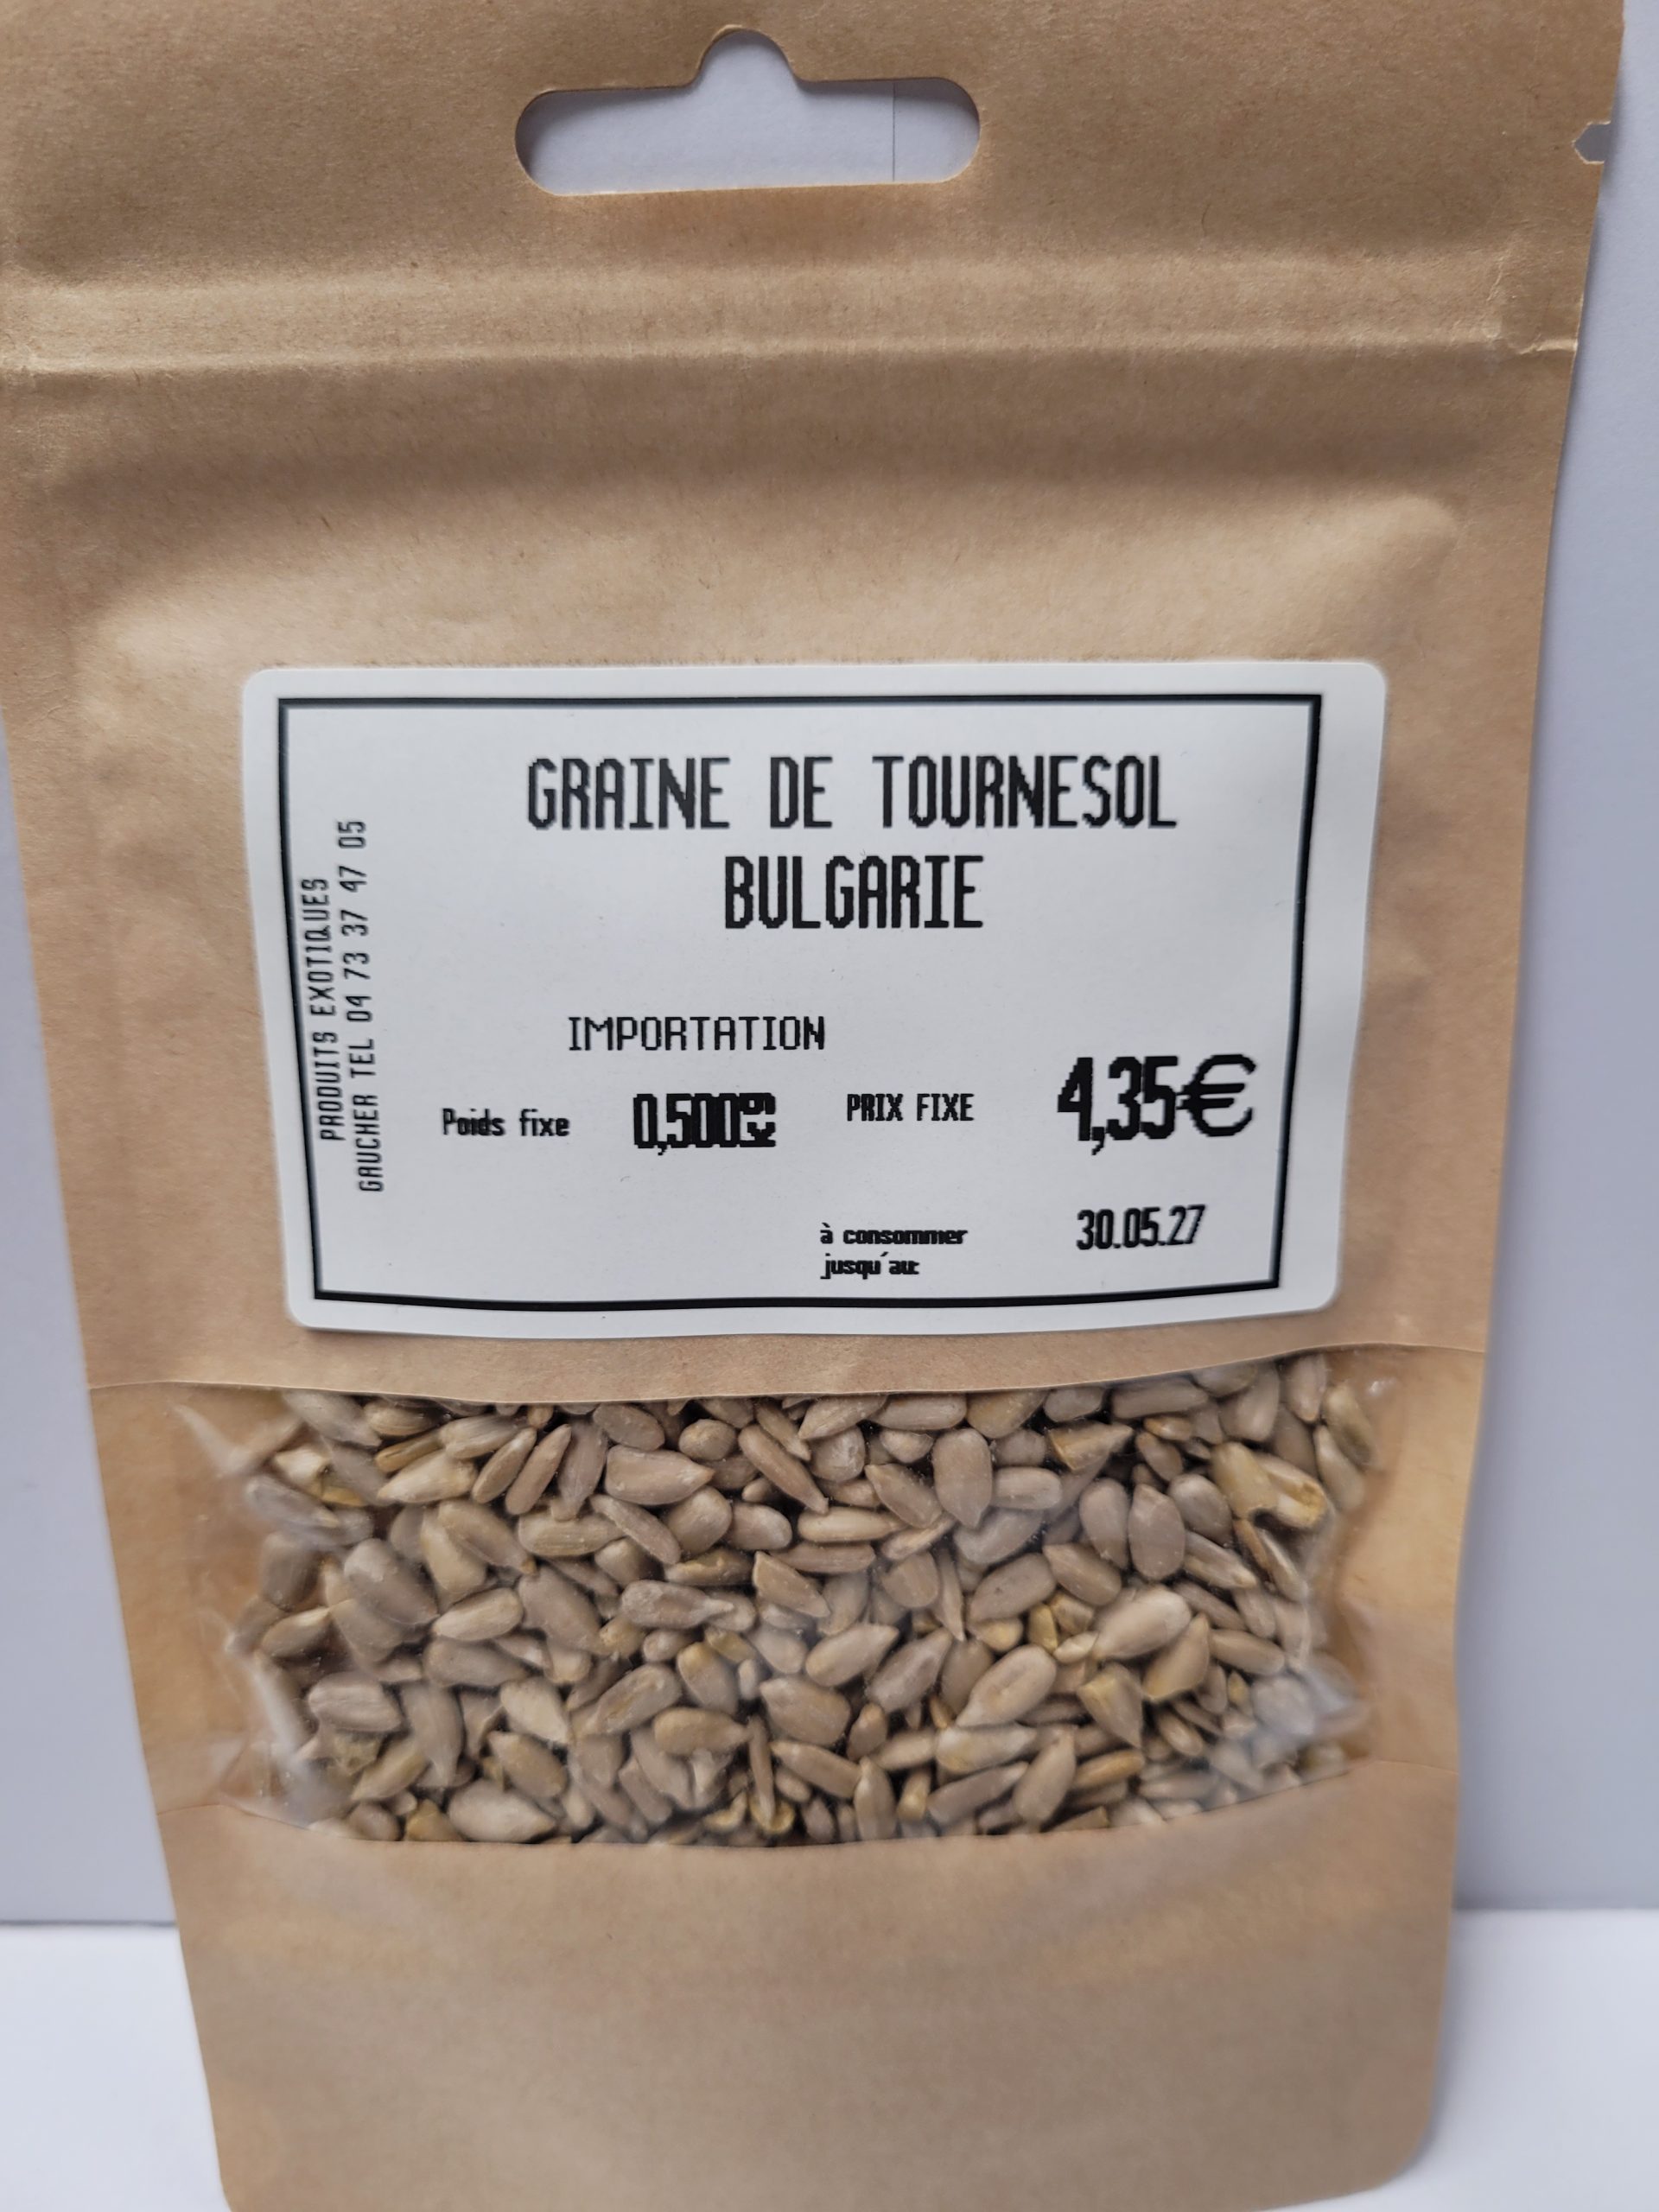 GRAINE DE TOURNESOL
BULGARIE
IMPORTATION
Poids fixe 0,500 PRIX FIXE 4,35€
à consommer 30.05.27
jusqu'au:
PRODUITS EXOTIQUES
GAUCHER TEL 04 73 37 47 05